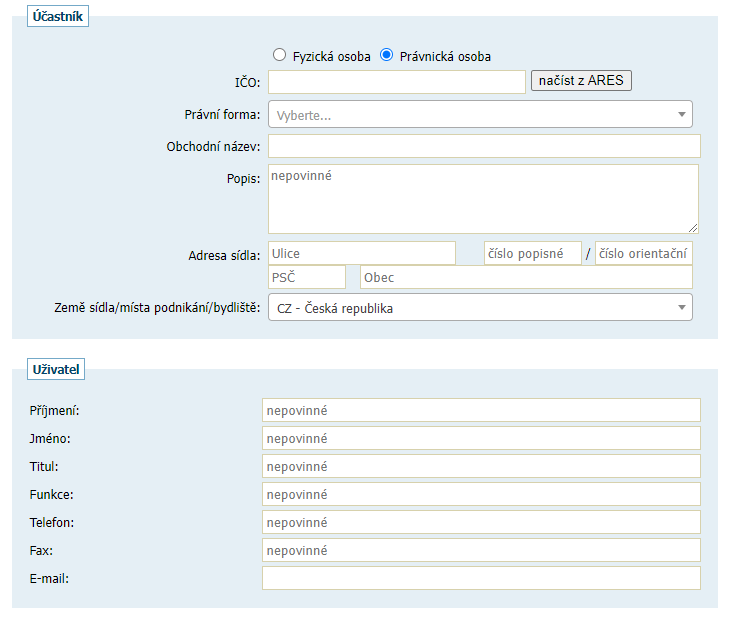 Účastník
Fyzická osoba Právnická osoba
IČO: načíst z ARES
Právní forma: Vyberte...
Obchodní název:
Popis: nepovinné
Adresa sídla: Ulice číslo popisné / číslo orientační
PSČ Obec
Země sídla/místa podnikání/bydliště: CZ - Česká republika
Uživatel
Příjmení: nepovinné
Jméno: nepovinné
Titul: nepovinné
Funkce: nepovinné
Telefon: nepovinné
Fax: nepovinné
E-mail: